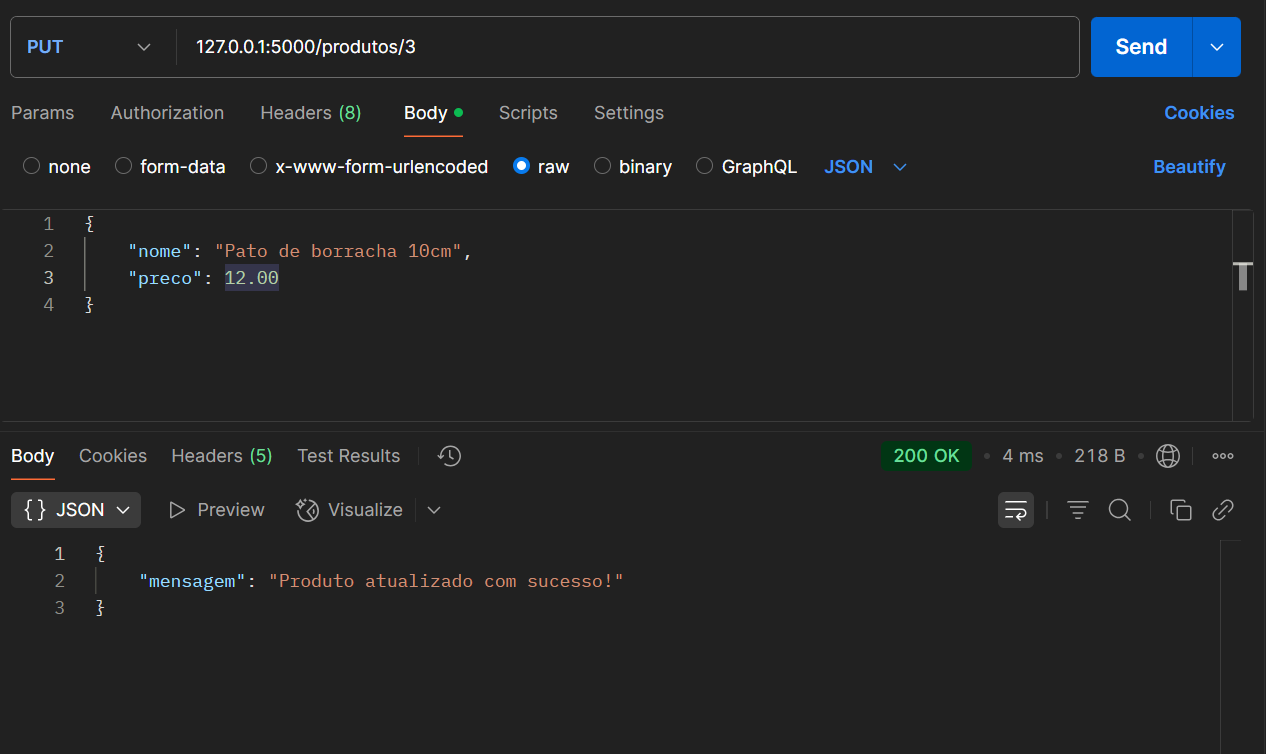 PUT 127.0.0.1:5000/produtos/3 Send
Params Authorization Headers (8) Body Scripts Settings Cookies
none form-data x-www-form-urlencoded raw binary GraphQL JSON Beautify
1 {
2 "nome": "Pato de borracha 10cm",
3 "preco": 12.00
4 }
Body Cookies Headers (5) Test Results 200 OK 4 ms 218 B
{} JSON Preview Visualize
1 {
2 "mensagem": "Produto atualizado com sucesso!"
3 }